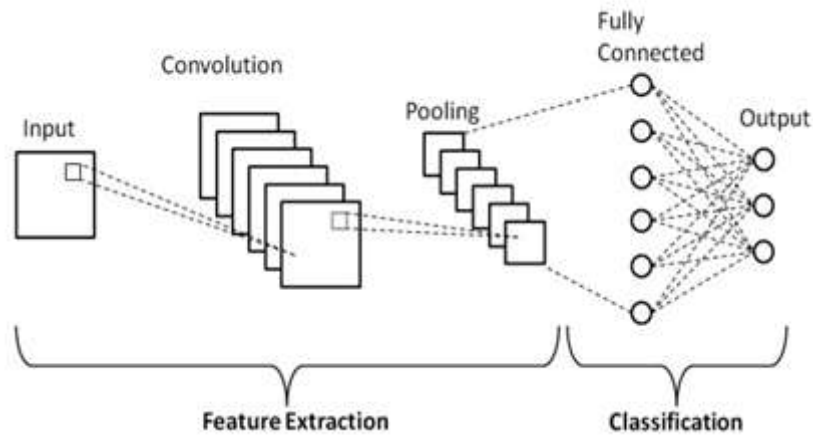 Input
Convolution
Pooling
Fully
Connected
Output
Feature Extraction
Classification